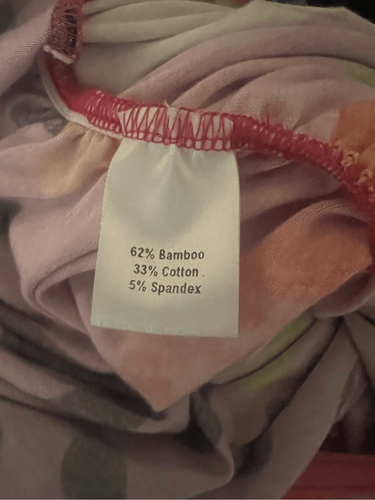 62% Bamboo
33% Cotton
5% Spandex